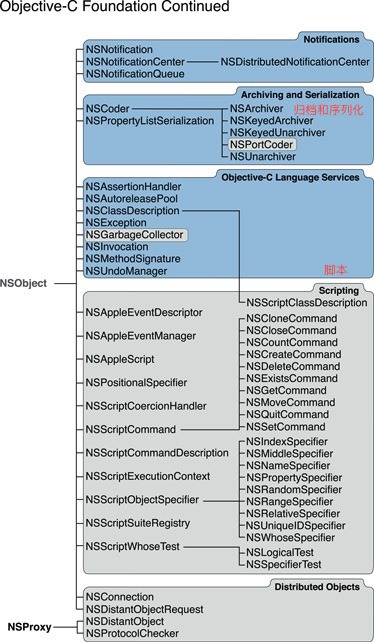 Objective-C Foundation Continued
Notifications
NSNotification
NSNotificationCenter NSDistributedNotificationCenter
NSNotificationQueue
Archiving and Serialization
NSCoder NSArchiver 归档和序列化
NSPropertyListSerialization NSKeyedArchiver
NSKeyedUnarchiver
NSPortCoder
NSUnarchiver
Objective-C Language Services
NSAssertionHandler
NSAutoreleasePool
NSClassDescription
NSException
NSGarbageCollector
NSInvocation
NSMethodSignature
NSUndoManager
脚本
NSObject
Scripting
NSScriptClassDescription
NSAppleEventDescriptor
NSAppleEventManager
NSAppleScript
NSPositionalSpecifier
NSScriptCoercionHandler
NSScriptCommand
NSCloneCommand
NSCloseCommand
NSCountCommand
NSCreateCommand
NSDeleteCommand
NSExistsCommand
NSGetCommand
NSMoveCommand
NSQuitCommand
NSSetCommand
NSScriptCommandDescription
NSScriptExecutionContext
NSScriptObjectSpecifier
NSIndexSpecifier
NSMiddleSpecifier
NSNameSpecifier
NSPropertySpecifier
NSRandomSpecifier
NSRangeSpecifier
NSRelativeSpecifier
NSUniqueIDSpecifier
NSWhoseSpecifier
NSScriptSuiteRegistry
NSScriptWhoseTest
NSLogicalTest
NSSpecifierTest
Distributed Objects
NSConnection
NSDistantObjectRequest
NSProxy
NSDistantObject
NSProtocolChecker